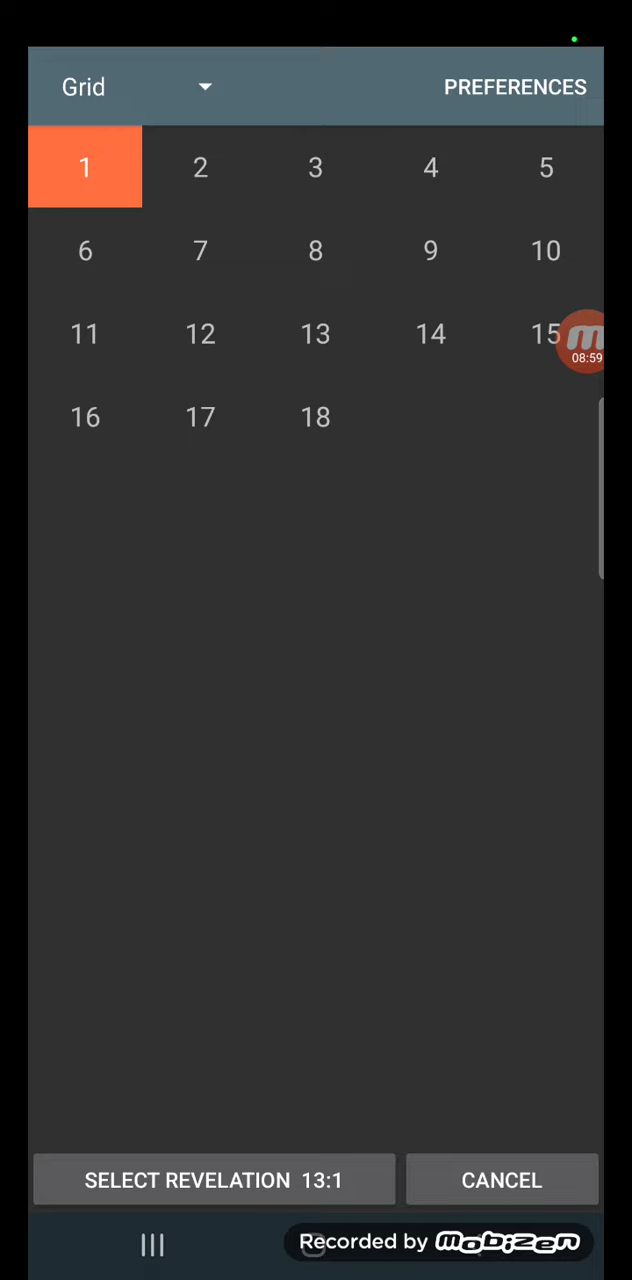 Grid PREFERENCES
1 2 3 4 5
6 7 8 9 10
11 12 13 14 15
m
08:59
16 17 18
SELECT REVELATION 13:1 CANCEL
Recorded by mobizen